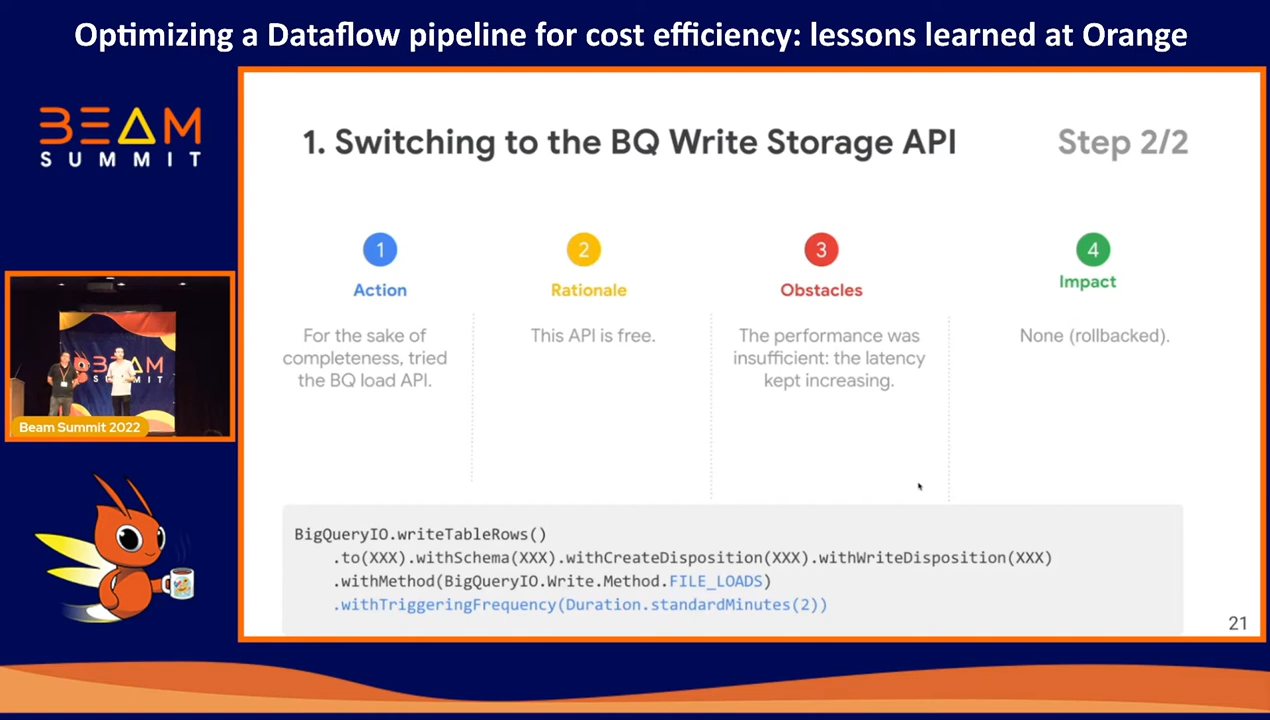 Optimizing a Dataflow pipeline for cost efficiency: lessons learned at Orange
BEAM
SUMMIT
1. Switching to the BQ Write Storage API
Step 2/2
1
Action
For the sake of
completeness, tried
the BQ load API.
2
Rationale
This API is free.
3
Obstacles
The performance was
insufficient: the latency
kept increasing.
4
Impact
None (rollbacked).
BEAM
SUMMIT
Beam Summit 2022
BigQueryIO.writeTableRows()
.to(XXX).withSchema(XXX).withCreateDisposition(XXX).withWriteDisposition(XXX)
.withMethod(BigQueryIO.Write.Method.FILE_LOADS)
.withTriggeringFrequency(Duration.standardMinutes(2))
21